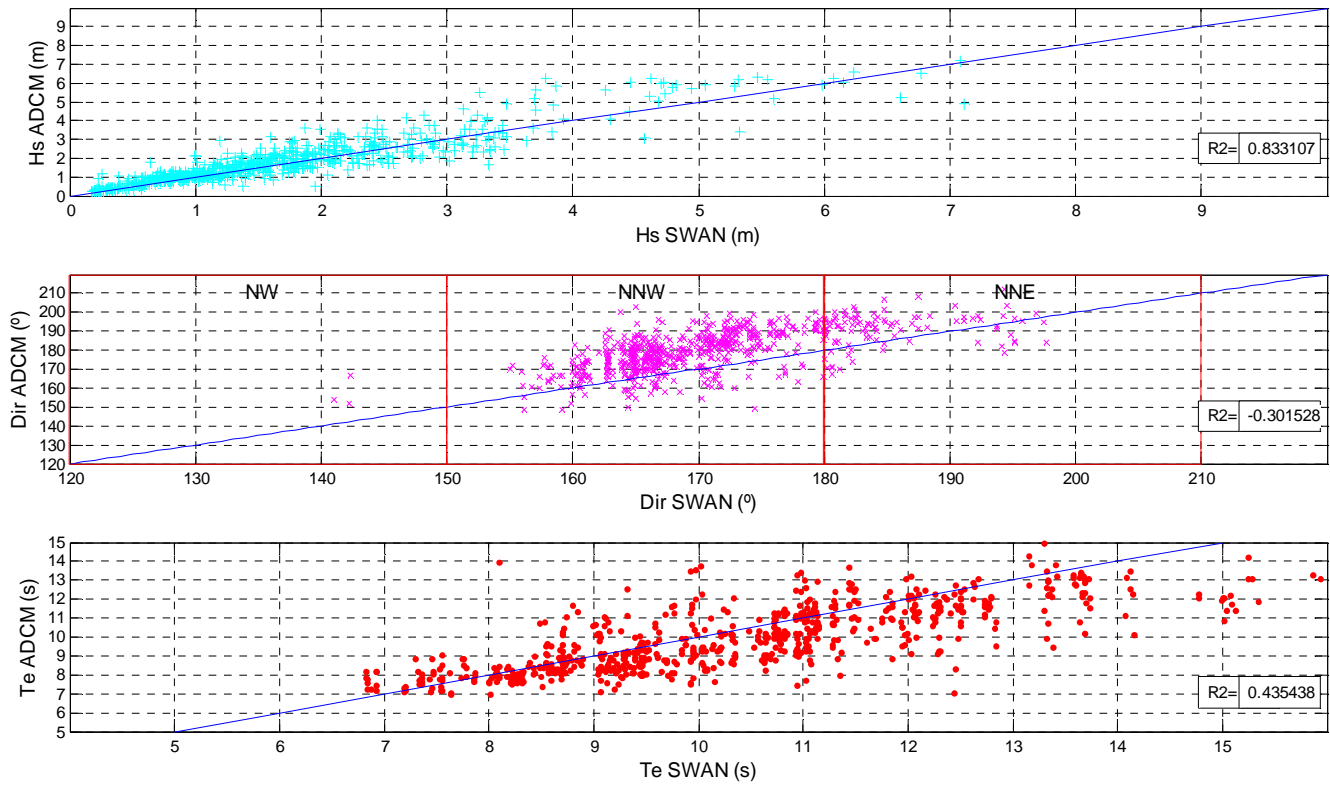 9
8
7
6
5
4
3
2
1
0
Hs ADCM (m)
R2= 0.833107
0 1 2 3 4 5 6 7 8 9
Hs SWAN (m)
NW NNW NNE
210
200
190
180
170
160
150
140
130
120
Dir ADCM (º)
R2= -0.301528
120 130 140 150 160 170 180 190 200 210
Dir SWAN (º)
15
14
13
12
11
10
9
8
7
6
5
Te ADCM (s)
R2= 0.435438
5 6 7 8 9 10 11 12 13 14 15
Te SWAN (s)